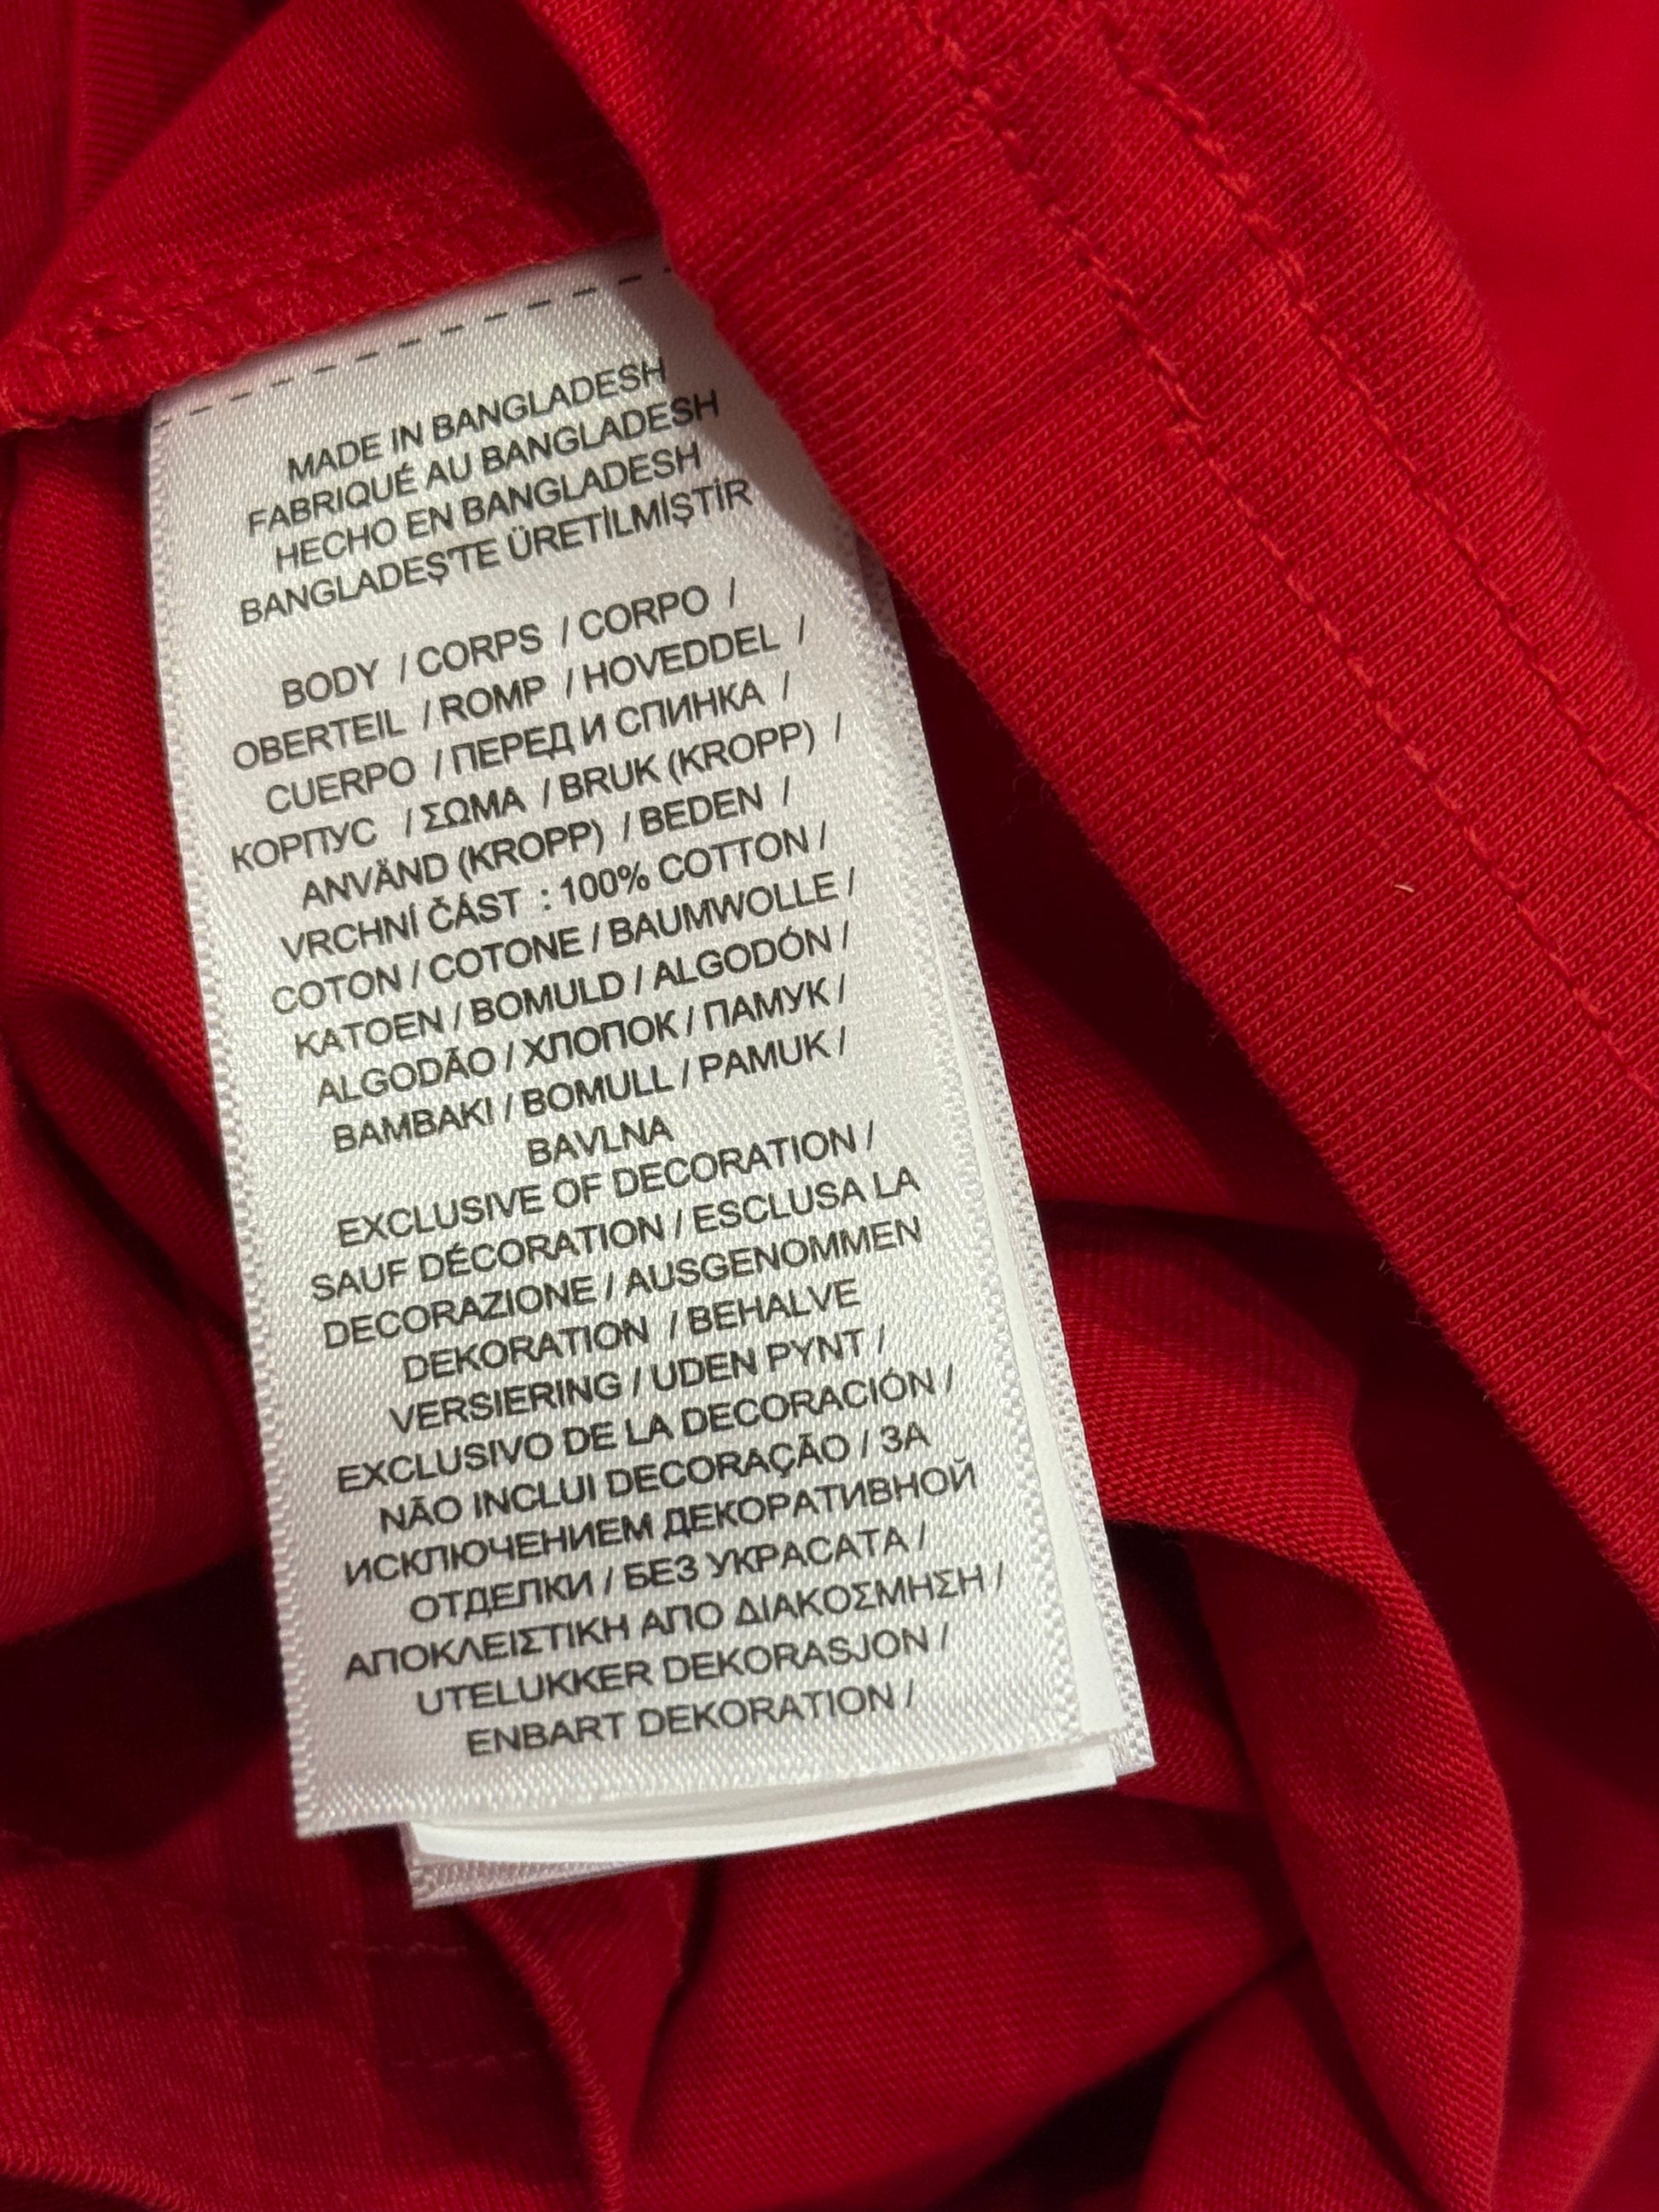 MADE IN BANGLADESH
FABRIQUÉ AU BANGLADESH
HECHO EN BANGLADESH
BANGLADEŞ'TE ÜRETİLMİŞTİR
BODY / CORPS / CORPO /
OBERTEIL / ROMP / HOVEDDEL /
CUERPO / ПЕРЕД И СПИНКА /
КОРПУС / ΣΩΜΑ / BRUK (KROPP) /
ANVÄND (KROPP) / BEDEN /
VRCHNÍ ČÁST : 100% COTTON /
COTON / COTONE / BAUMWOLLE /
KATOEN / BOMULD / ALGODÓN /
ALGODÃO / ХЛОПОК / ПАМУК /
BAMBAKI / BOMULL / PAMUK /
BAVLNA
EXCLUSIVE OF DECORATION /
SAUF DÉCORATION / ESCLUSA LA
DECORAZIONE / AUSGENOMMEN
DEKORATION / BEHALVE
VERSIERING / UDEN PYNT /
EXCLUSIVO DE LA DECORACIÓN /
NÃO INCLUI DECORAÇÃO / ЗА
ИСКЛЮЧЕНИЕМ ДЕКОРАТИВНОЙ
ОТДЕЛКИ / БЕЗ УКРАСАТА /
ΑΠΟΚΛΕΙΣΤΙΚΗ ΑΠΟ ΔΙΑΚΟΣΜΗΣΗ /
UTELUKKER DEKORASJON /
ENBART DEKORATION /